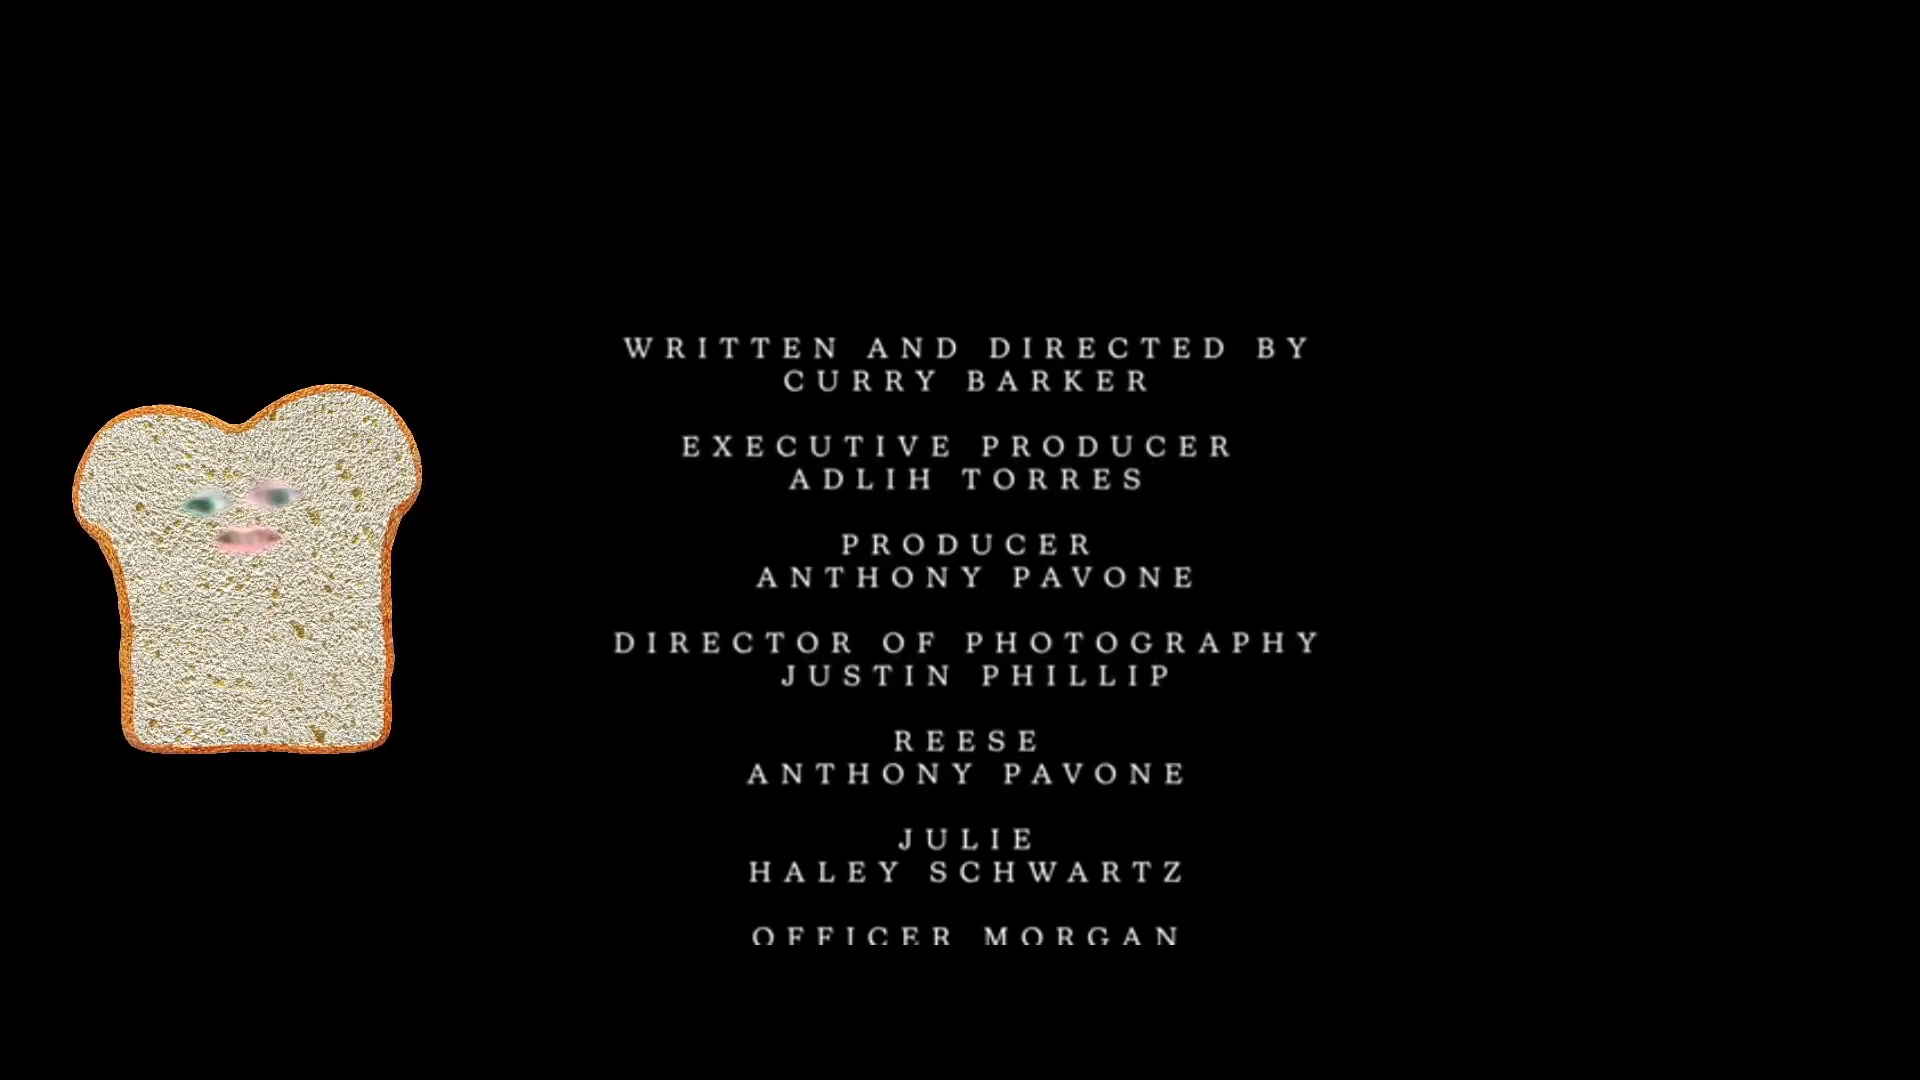 WRITTEN AND DIRECTED BY
CURRY BARKER
EXECUTIVE PRODUCER
ADLIH TORRES
PRODUCER
ANTHONY PAVONE
DIRECTOR OF PHOTOGRAPHY
JUSTIN PHILLIP
REESE
ANTHONY PAVONE
JULIE
HALEY SCHWARTZ
OFFICER MORGAN